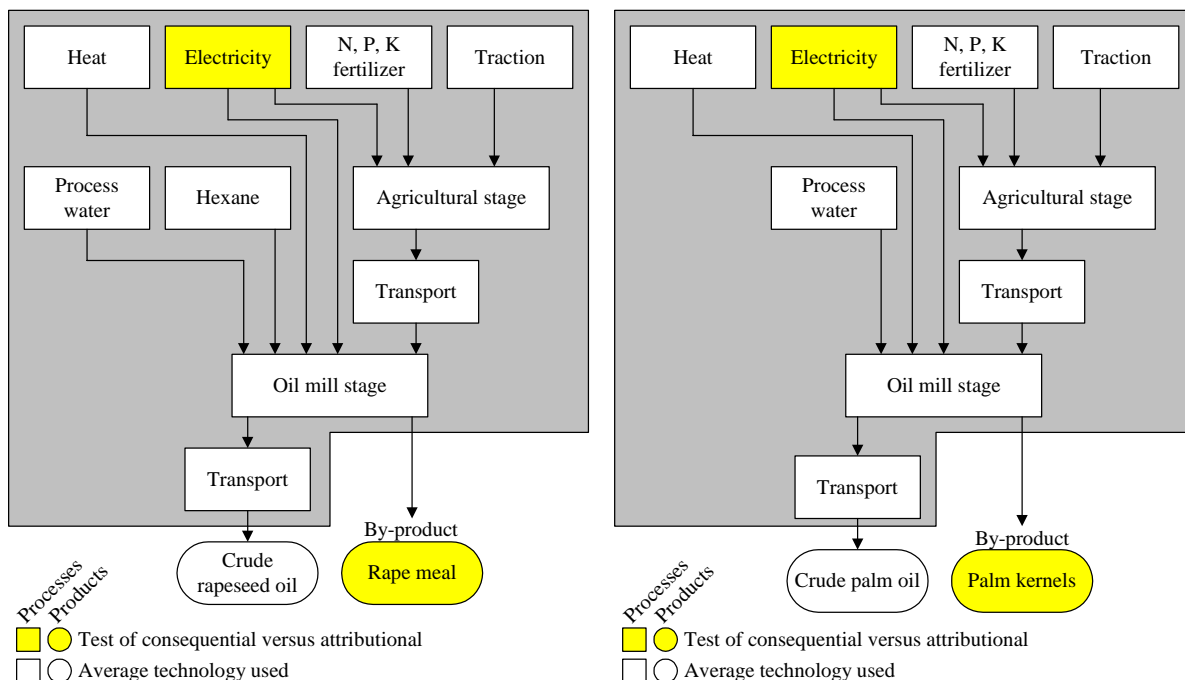 Heat
Electricity
N, P, K
fertilizer
Traction
Process
water
Hexane
Agricultural stage
Transport
Oil mill stage
Transport
By-product
Crude
rapeseed oil
Rape meal
Processes
Products
Test of consequential versus attributional
Average technology used
Heat
Electricity
N, P, K
fertilizer
Traction
Process
water
Agricultural stage
Transport
Oil mill stage
Transport
By-product
Crude palm oil
Palm kernels
Processes
Products
Test of consequential versus attributional
Average technology used